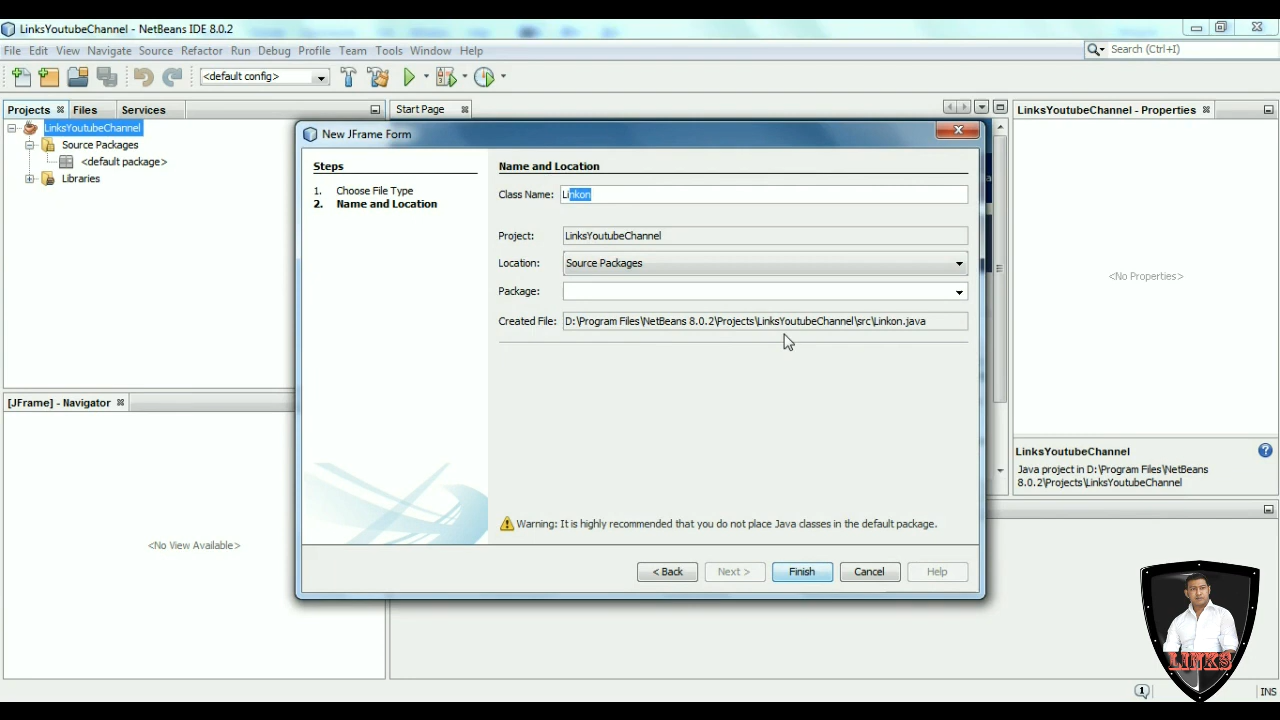 LinksYoutubeChannel - NetBeans IDE 8.0.2
File Edit View Navigate Source Refactor Run Debug Profile Team Tools Window Help
Search (Ctrl+I)
<default config>
Projects Files Services
Start Page
LinksYoutubeChannel - Properties
LinksYoutubeChannel
Source Packages
<default package>
Libraries
New JFrame Form
Steps
1. Choose File Type
2. Name and Location
Name and Location
Class Name: Linkon
Project: LinksYoutubeChannel
Location: Source Packages
Package:
Created File: D:\Program Files\NetBeans 8.0.2\Projects\LinksYoutubeChannel\src\Linkon.java
Warning: It is highly recommended that you do not place Java classes in the default package.
< Back Next > Finish Cancel Help
<No Properties>
[JFrame] - Navigator
<No View Available>
LinksYoutubeChannel
Java project in D:\Program Files\NetBeans
8.0.2\Projects\LinksYoutubeChannel
LINKS
1
INS